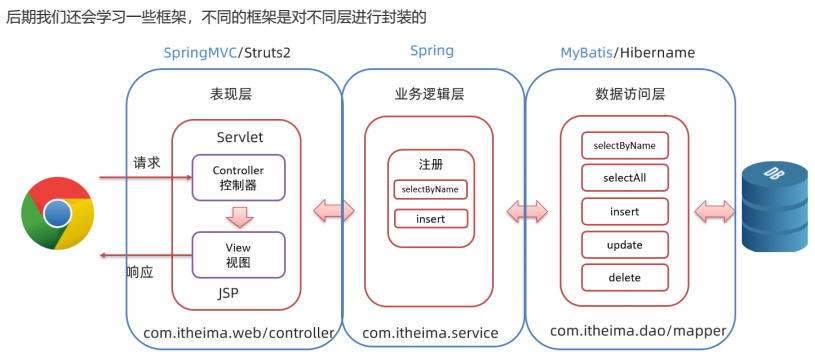 后期我们还会学习一些框架，不同的框架是对不同层进行封装的
SpringMVC/Struts2
Spring
MyBatis/Hibername
表现层
业务逻辑层
数据访问层
Servlet
请求
Controller
控制器
View
视图
响应
JSP
注册
selectByName
insert
selectByName
selectAll
insert
update
delete
DB
com.itheima.web/controller
com.itheima.service
com.itheima.dao/mapper